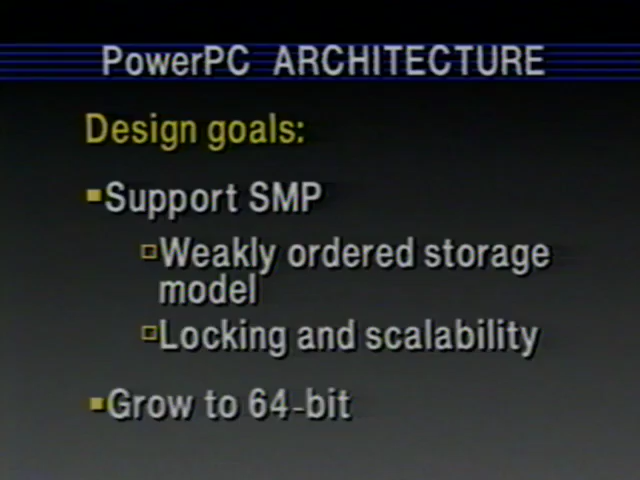 PowerPC ARCHITECTURE
Design goals:
Support SMP
Weakly ordered storage
model
Locking and scalability
Grow to 64-bit